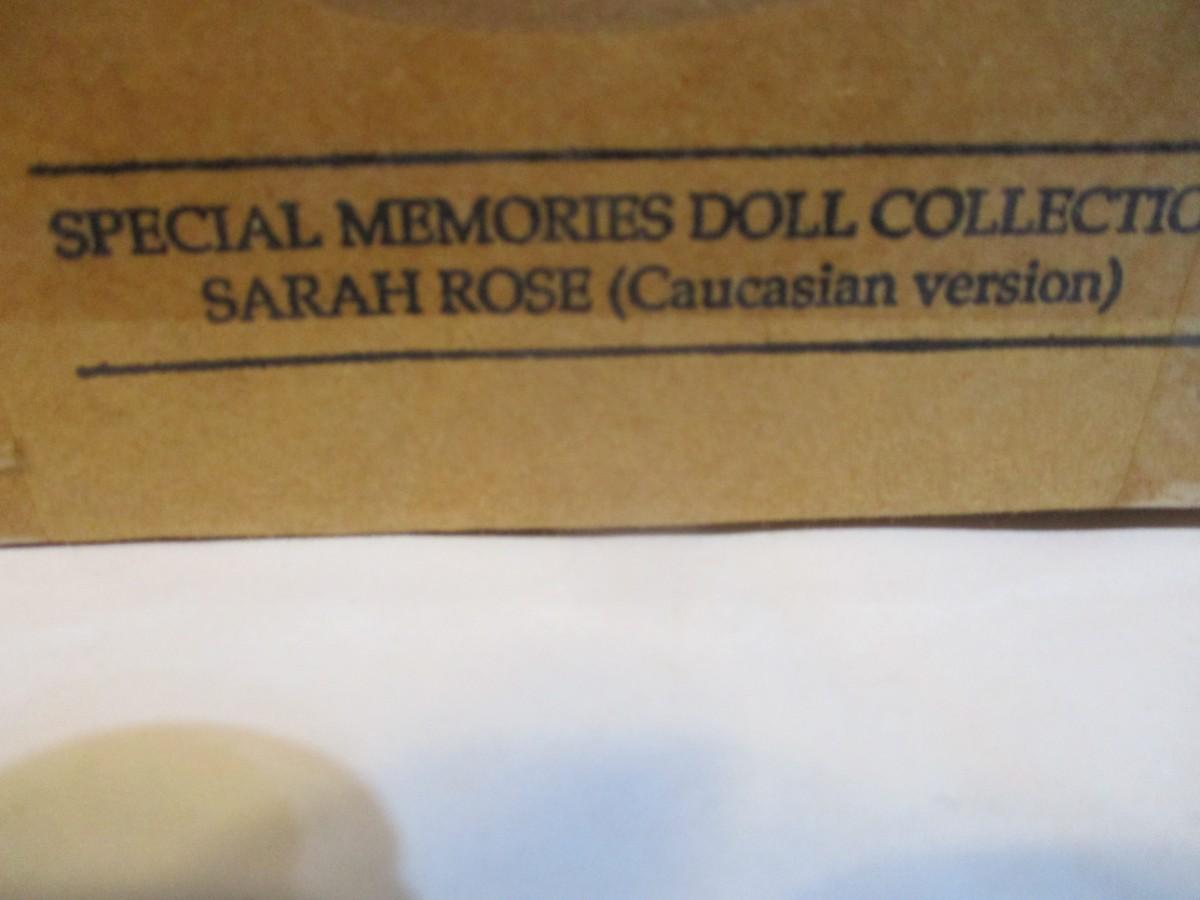 SPECIAL MEMORIES DOLL COLLECTIO
SARAH ROSE (Caucasian version)